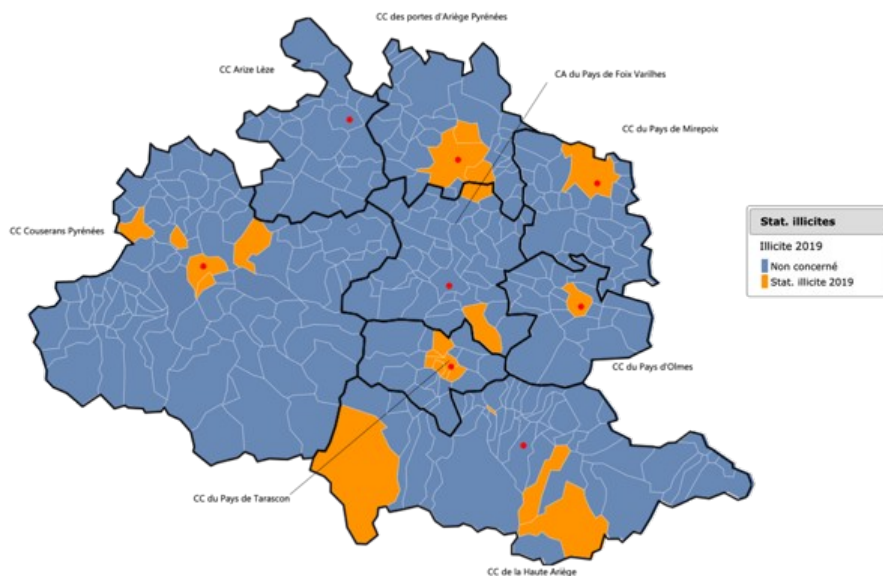 CC des portes d'Ariège Pyrénées
CC Arize Lèze
CA du Pays de Foix Varilhes
CC du Pays de Mirepoix
CC Couserans Pyrénées
Stat. illicites
Illicite 2019
Non concerné
Stat. illicite 2019
CC du Pays d'Olmes
CC du Pays de Tarascon
CC de la Haute Ariège